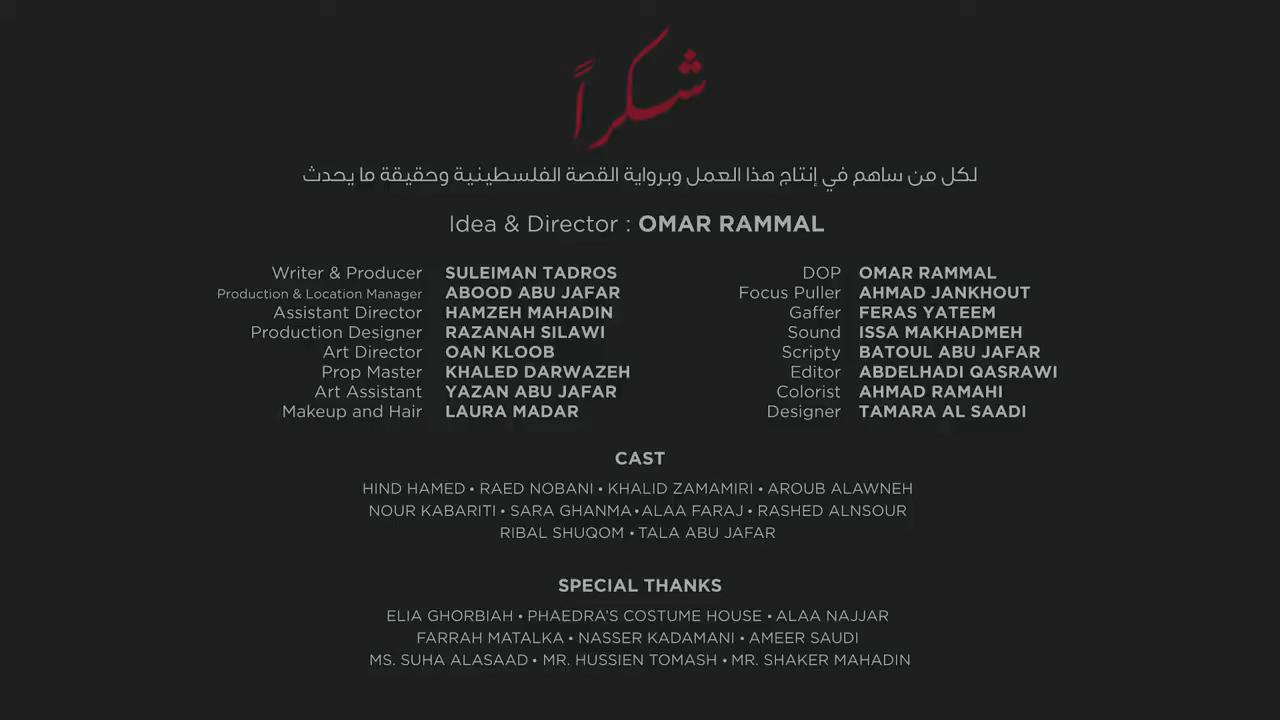 شكراً
لكل من ساهم في إنتاج هذا العمل وبرواية القصة الفلسطينية وحقيقة ما يحدث
Idea & Director : OMAR RAMMAL
Writer & Producer SULEIMAN TADROS
Production & Location Manager ABOOD ABU JAFAR
Assistant Director HAMZEH MAHADIN
Production Designer RAZANAH SILAWI
Art Director OAN KLOOB
Prop Master KHALED DARWAZEH
Art Assistant YAZAN ABU JAFAR
Makeup and Hair LAURA MADAR
DOP OMAR RAMMAL
Focus Puller AHMAD JANKHOUT
Gaffer FERAS YATEEM
Sound ISSA MAKHADMEH
Scripty BATOUL ABU JAFAR
Editor ABDELHADI QASRAWI
Colorist AHMAD RAMAHI
Designer TAMARA AL SAADI
CAST
HIND HAMED • RAED NOBANI • KHALID ZAMAMIRI • AROUB ALAWNEH
NOUR KABARITI • SARA GHANMA • ALAA FARAJ • RASHED ALNSOUR
RIBAL SHUQOM • TALA ABU JAFAR
SPECIAL THANKS
ELIA GHORBIAH • PHAEDRA'S COSTUME HOUSE • ALAA NAJJAR
FARRAH MATALKA • NASSER KADAMANI • AMEER SAUDI
MS. SUHA ALASAAD • MR. HUSSIEN TOMASH • MR. SHAKER MAHADIN